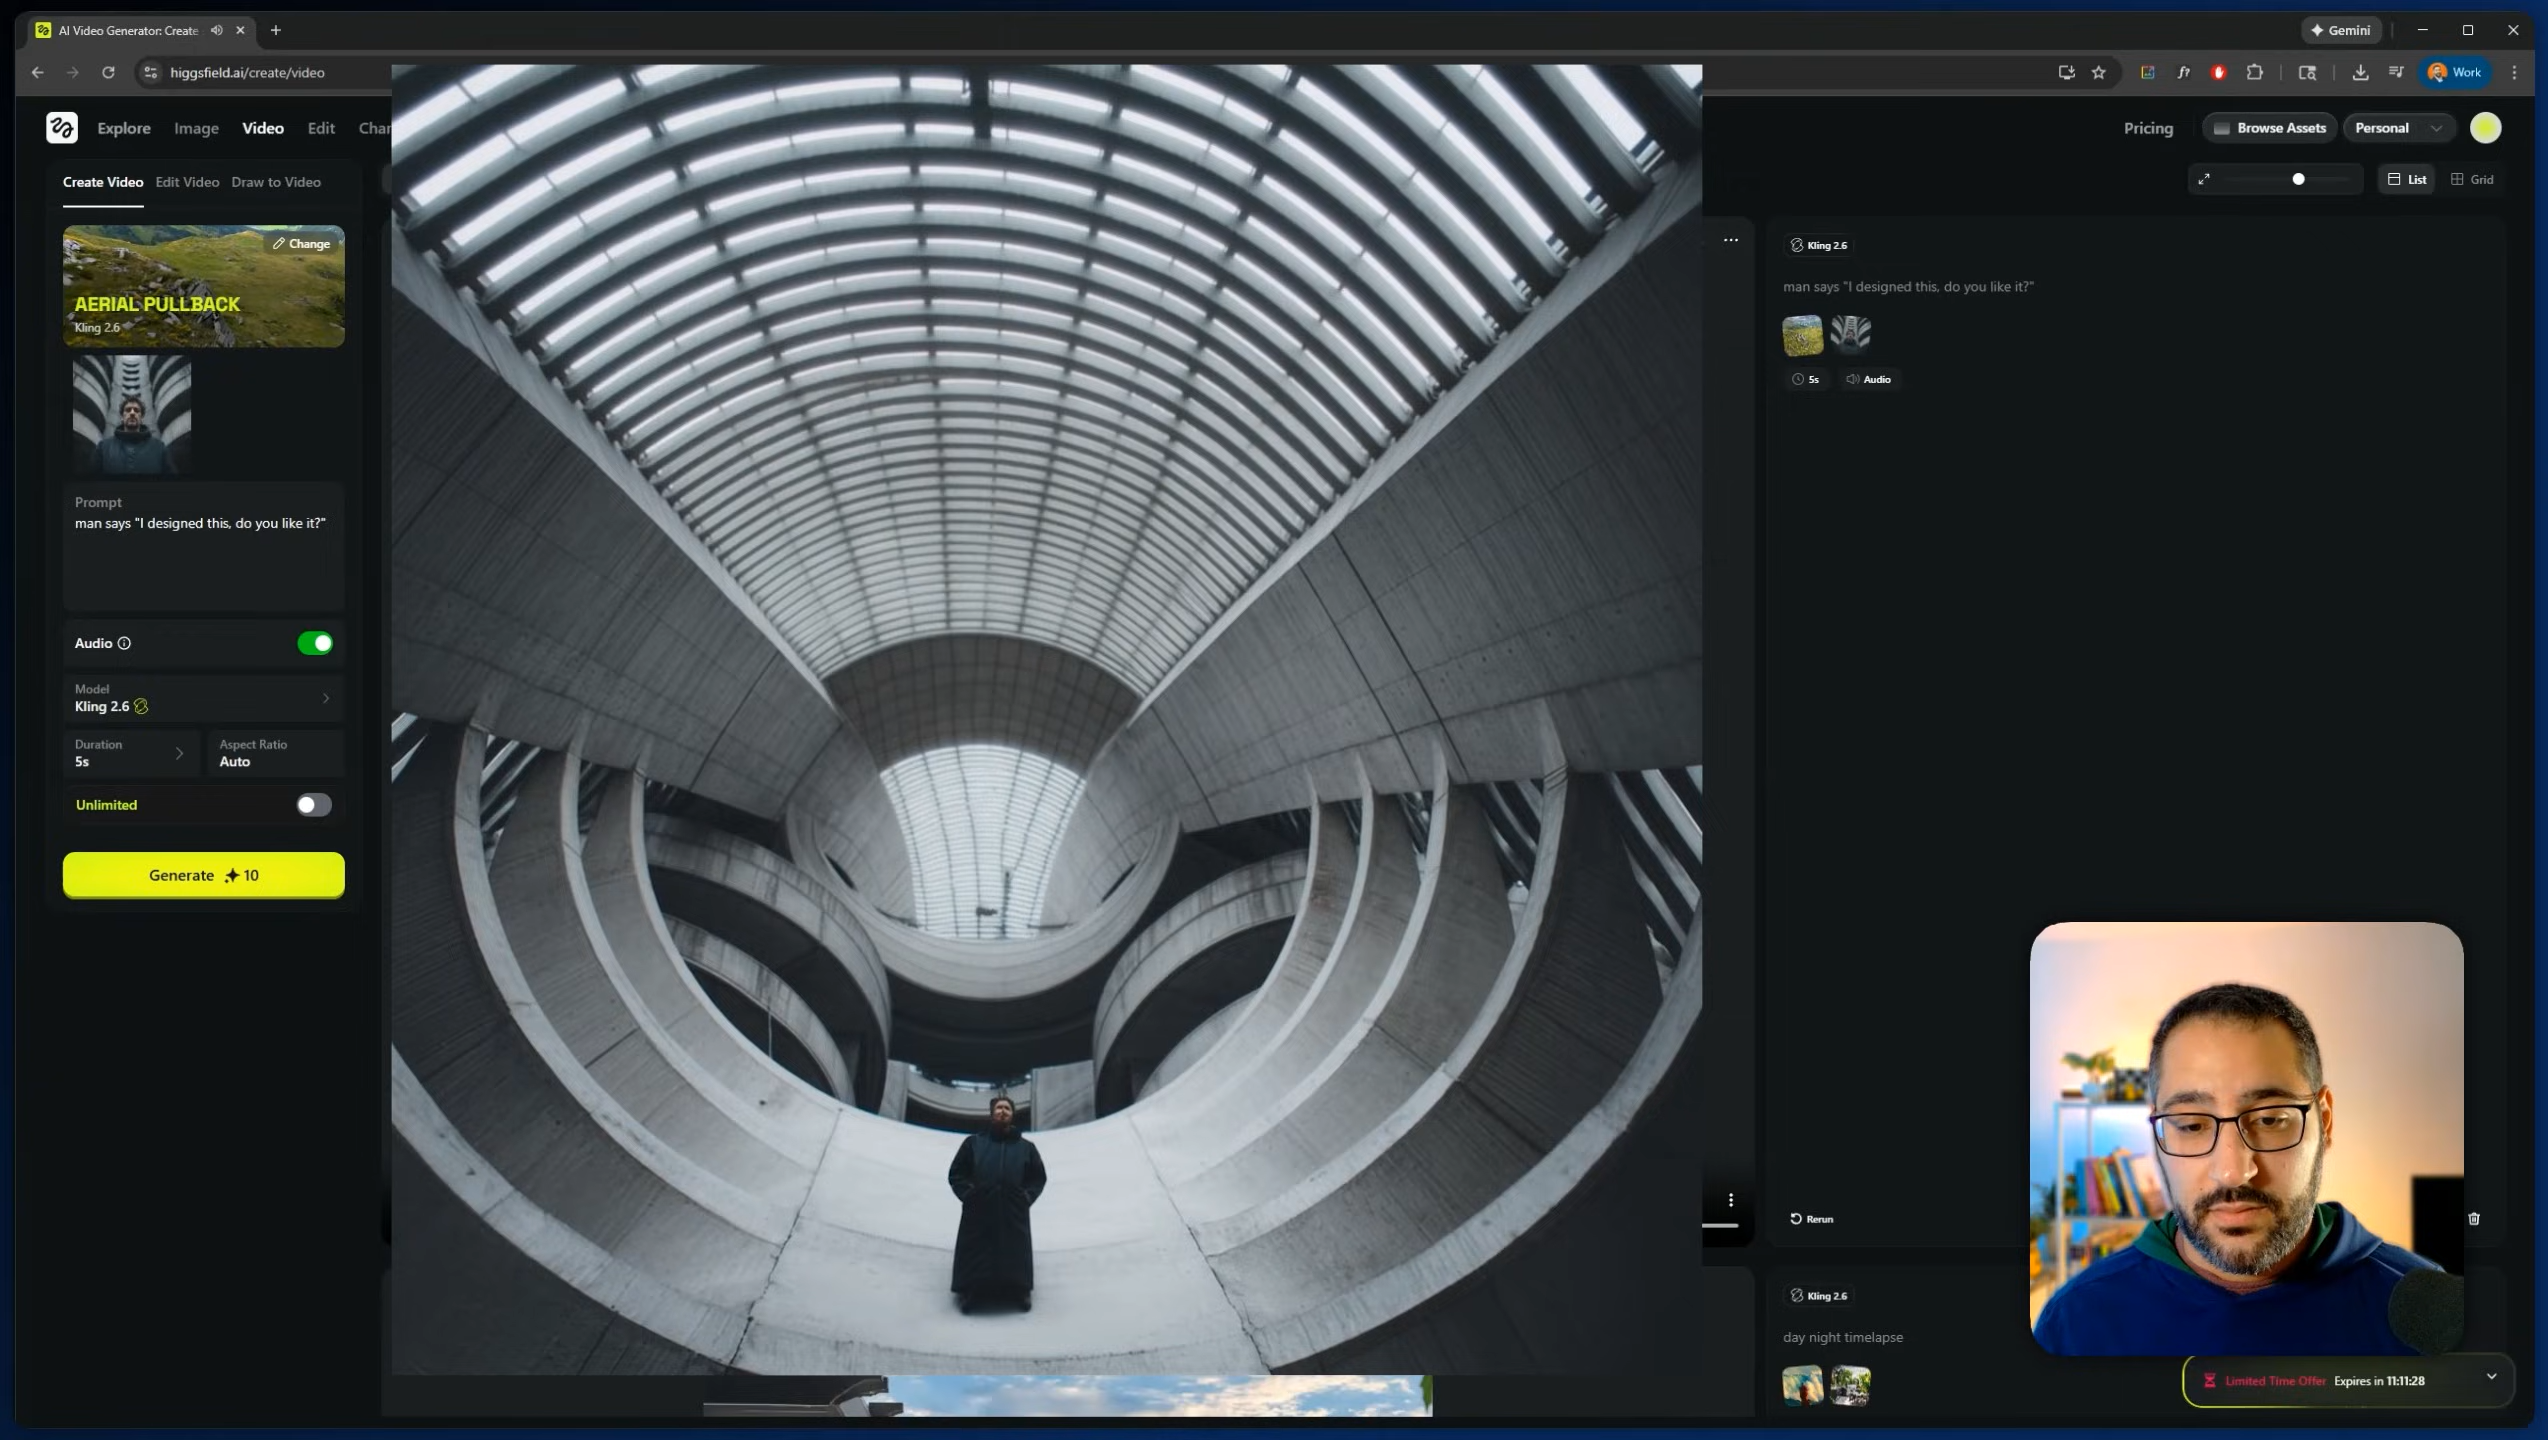 AI Video Generator: Create
Gemini
higgsfield.ai/create/video
Work
Explore
Image
Video
Edit
Pricing
Browse Assets
Personal
Create Video
Edit Video
Draw to Video
List
Grid
Change
AERIAL PULLBACK
Kling 2.6
Prompt
man says "I designed this, do you like it?"
Audio
Model
Kling 2.6
Duration
5s
Aspect Ratio
Auto
Unlimited
Generate 10
Kling 2.6
man says "I designed this, do you like it?"
5s
Audio
Rerun
Kling 2.6
day night timelapse
Limited Time Offer Expires in 11:11:28